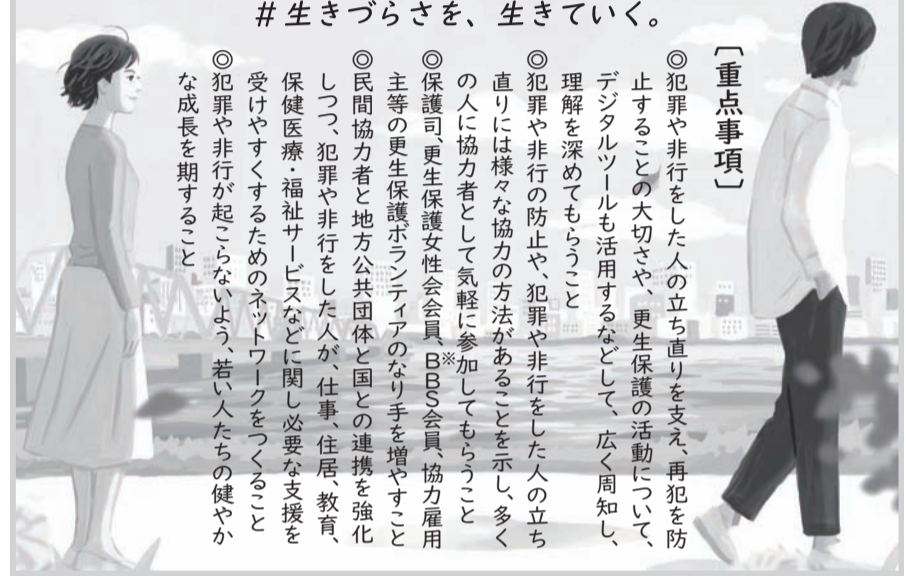 #生きづらさを、生きていく。
［重点事項］
◎犯罪や非行をした人の立ち直りを支え、再犯を防
止することの大切さや、更生保護の活動について、
デジタルツールも活用するなどして、広く周知し、
理解を深めてもらうこと
◎犯罪や非行の防止や、犯罪や非行をした人の立ち
直りには様々な協力の方法があることを示し、多く
の人に協力者として気軽に参加してもらうこと
◎保護司、更生保護女性会会員、BBS※会員、協力雇用
主等の更生保護ボランティアのなり手を増やすこと
◎民間協力者と地方公共団体と国との連携を強化
しつつ、犯罪や非行をした人が、仕事、住居、教育、
保健医療・福祉サービスなどに関し必要な支援を
受けやすくするためのネットワークをつくること
◎犯罪や非行が起こらないよう、若い人たちの健やか
な成長を期すること